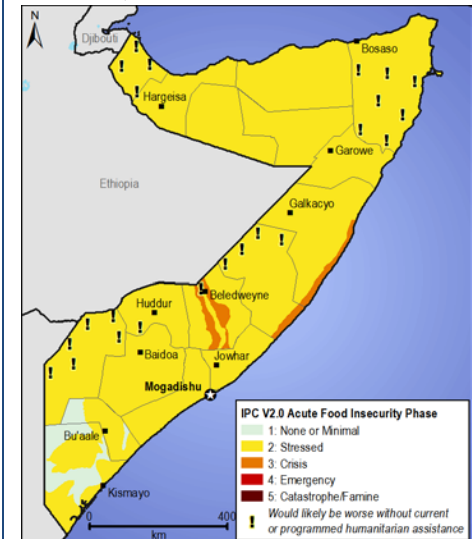 N
Djibouti
Bosaso
Hargeisa
Garowe
Ethiopia
Galkacyo
Beledweyne
Huddur
Baidoa
Jowhar
Mogadishu
Bu'aale
Kismayo
0 400
km
IPC V2.0 Acute Food Insecurity Phase
1: None or Minimal
2: Stressed
3: Crisis
4: Emergency
5: Catastrophe/Famine
! Would likely be worse without current
or programmed humanitarian assistance